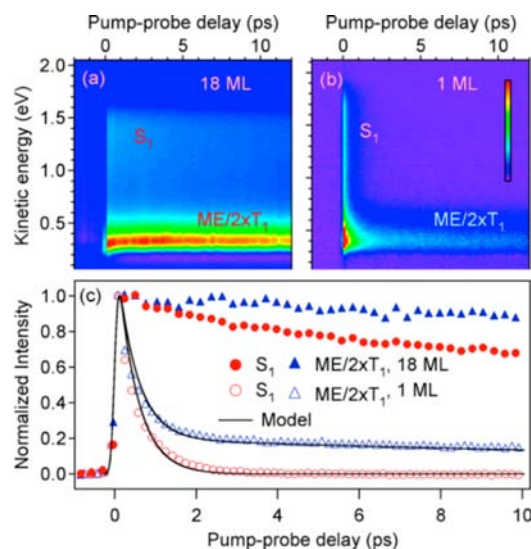 Pump-probe delay (ps) Pump-probe delay (ps)
0 5 10 0 5 10
2.0 (a) 18 ML (b) 1 ML
Kinetic energy (eV)
1.5 S1 S1
1.0
0.5 ME/2xT1 ME/2xT1
1.0 (c)
Normalized Intensity
0.8
0.6
S1 ME/2xT1, 18 ML
0.4 S1 ME/2xT1, 1 ML
Model
0.2
0.0
0 2 4 6 8 10
Pump-probe delay (ps)